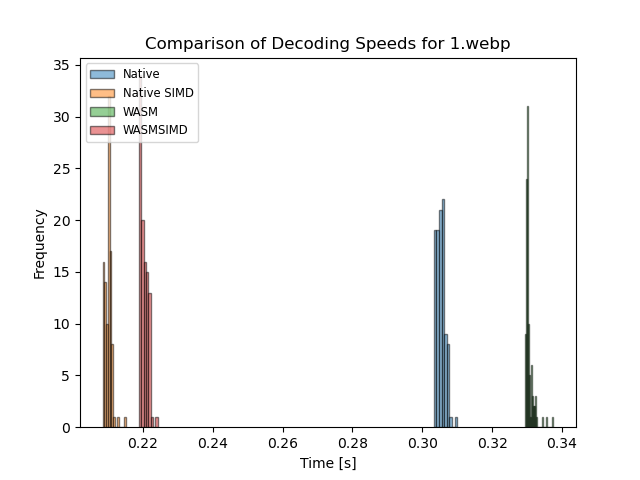 Comparison of Decoding Speeds for 1.webp
Native
Native SIMD
WASM
WASMSIMD
35
30
25
20
15
10
5
0
Frequency
0.22
0.24
0.26
0.28
0.30
0.32
0.34
Time [s]